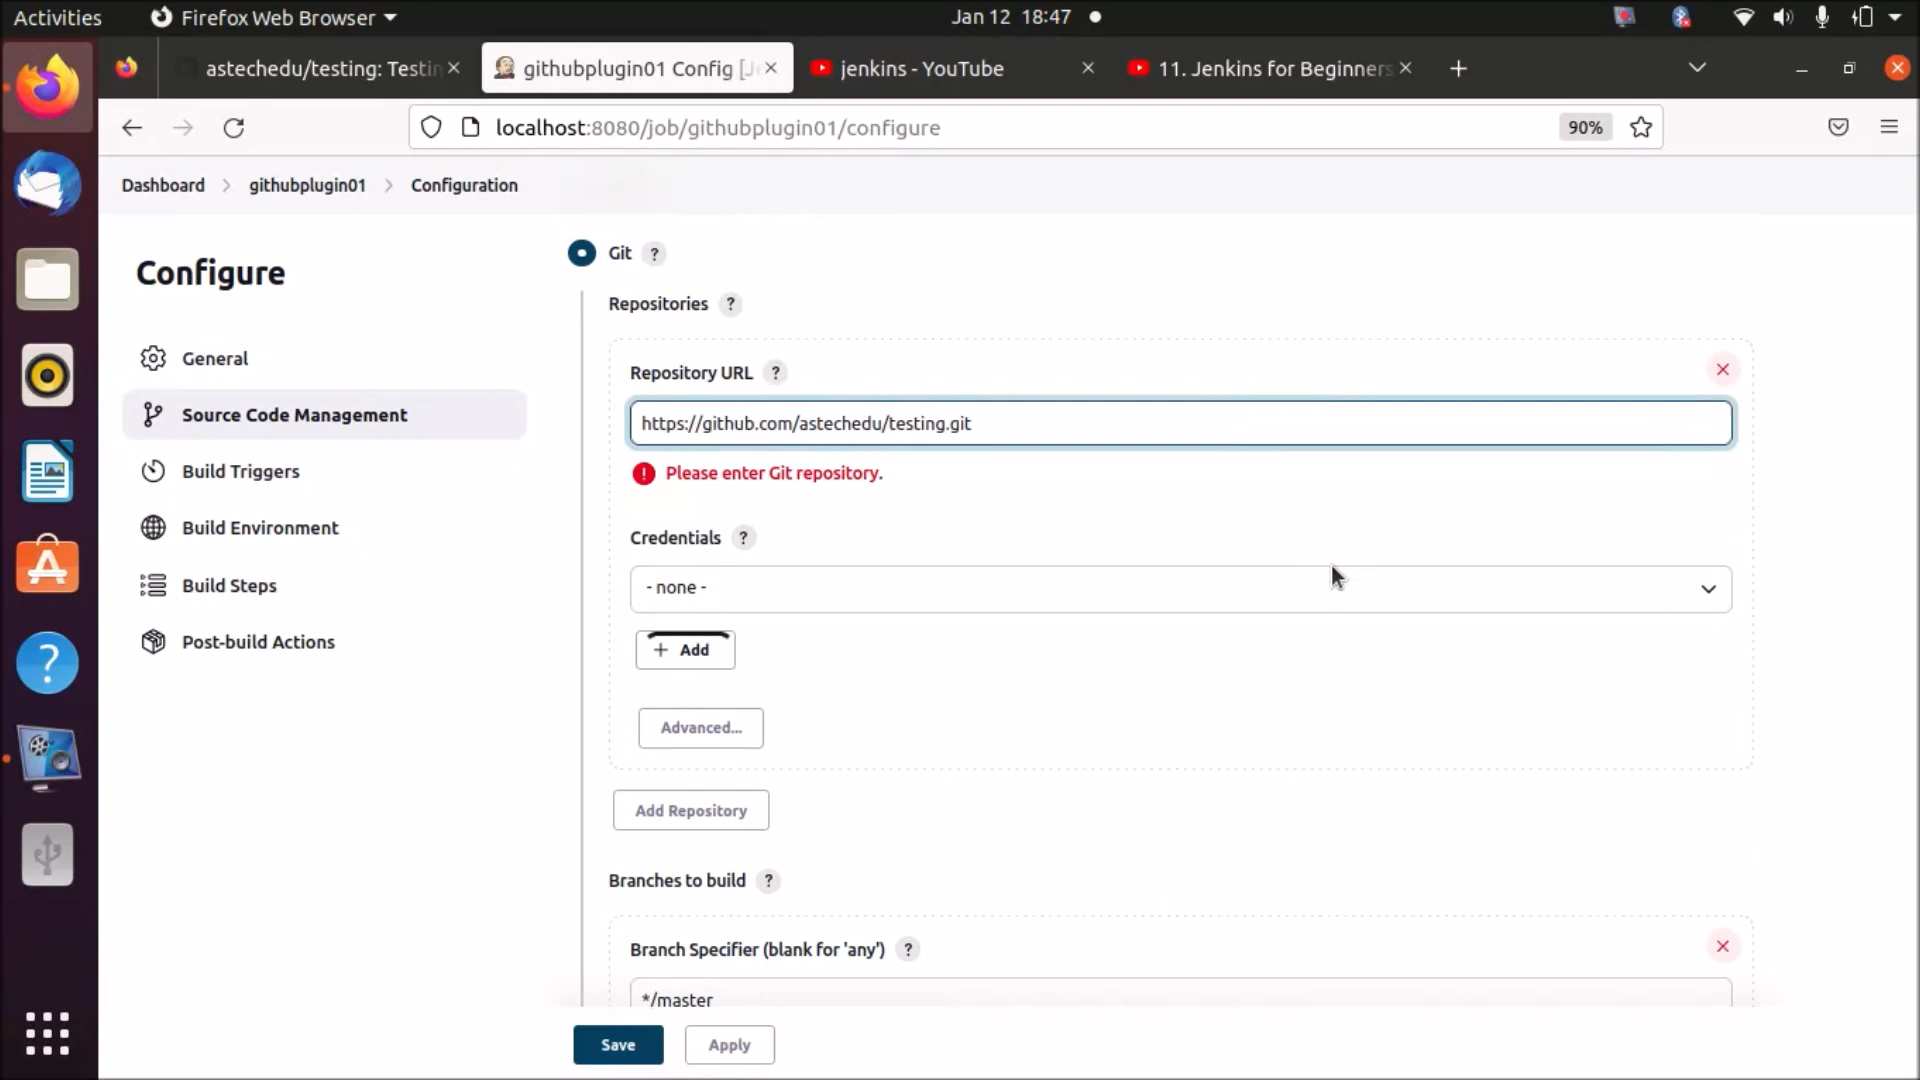 Activities
Firefox Web Browser
Jan 12 18:47
astechedu/testing: Testin
githubplugin01 Config [Je
jenkins - YouTube
11. Jenkins for Beginners
localhost:8080/job/githubplugin01/configure
90%
Dashboard
githubplugin01
Configuration
Configure
General
Source Code Management
Build Triggers
Build Environment
Build Steps
Post-build Actions
Git ?
Repositories ?
Repository URL ?
https://github.com/astechedu/testing.git
! Please enter Git repository.
Credentials ?
- none -
+ Add
Advanced...
Add Repository
Branches to build ?
Branch Specifier (blank for 'any') ?
*/master
Save
Apply